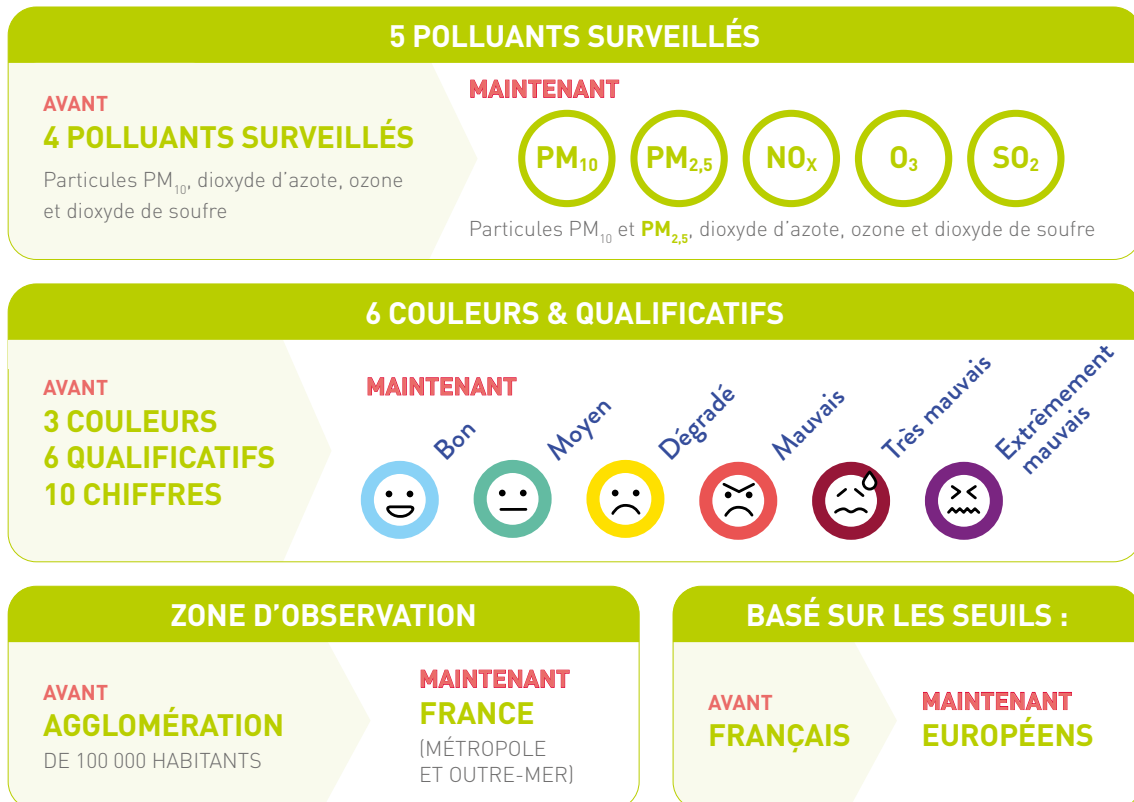 5 POLLUANTS SURVEILLÉS
AVANT
4 POLLUANTS SURVEILLÉS
Particules PM₁₀, dioxyde d'azote, ozone
et dioxyde de soufre
MAINTENANT
PM₁₀ PM₂,₅ NOₓ O₃ SO₂
Particules PM₁₀ et PM₂,₅, dioxyde d'azote, ozone et dioxyde de soufre
6 COULEURS & QUALIFICATIFS
AVANT
3 COULEURS
6 QUALIFICATIFS
10 CHIFFRES
MAINTENANT
Bon
Moyen
Dégradé
Mauvais
Très mauvais
Extrêmement
mauvais
ZONE D'OBSERVATION
AVANT
AGGLOMÉRATION
DE 100 000 HABITANTS
MAINTENANT
FRANCE
(MÉTROPOLE
ET OUTRE-MER)
BASÉ SUR LES SEUILS :
AVANT
FRANÇAIS
MAINTENANT
EUROPÉENS